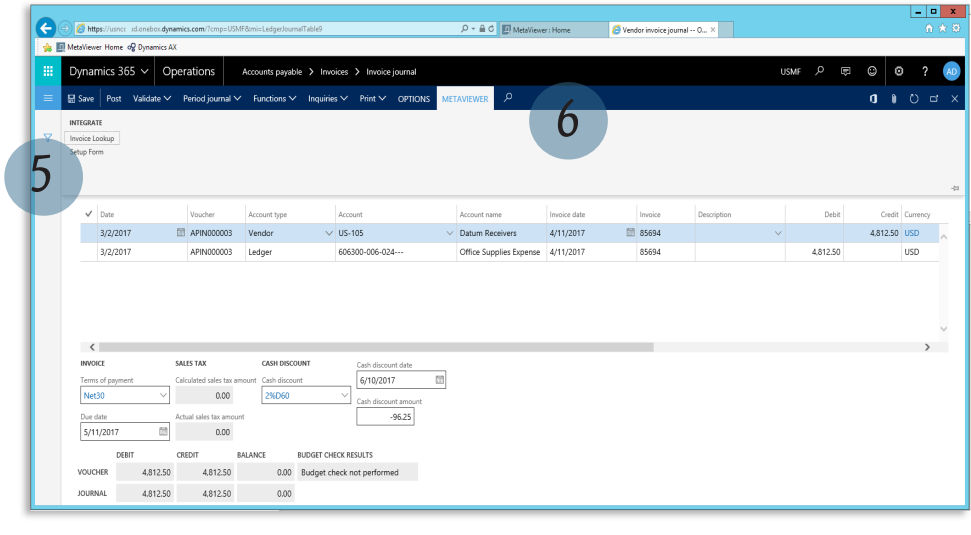 https://usncc  xd.onebox.dynamics.com/?cmp=USMF&mi=LedgerJournalTable9
MetaViewer : Home
Vendor invoice journal -- O...
MetaViewer Home Dynamics AX
Dynamics 365 Operations Accounts payable > Invoices > Invoice journal USMF ? AD
Save Post Validate Period journal Functions Inquiries Print OPTIONS METAVIEWER
6
INTEGRATE
Invoice Lookup
Setup Form
5
Date Voucher Account type Account Account name Invoice date Invoice Description Debit Credit Currency
3/2/2017 APIN000003 Vendor US-105 Datum Receivers 4/11/2017 85694 4,812.50 USD
3/2/2017 APIN000003 Ledger 606300-006-024--- Office Supplies Expense 4/11/2017 85694 4,812.50 USD
INVOICE SALES TAX CASH DISCOUNT Cash discount date
Terms of payment Calculated sales tax amount Cash discount 6/10/2017
Net30 0.00 2%D60 Cash discount amount
Due date Actual sales tax amount -96.25
5/11/2017 0.00
DEBIT CREDIT BALANCE BUDGET CHECK RESULTS
VOUCHER 4,812.50 4,812.50 0.00 Budget check not performed
JOURNAL 4,812.50 4,812.50 0.00